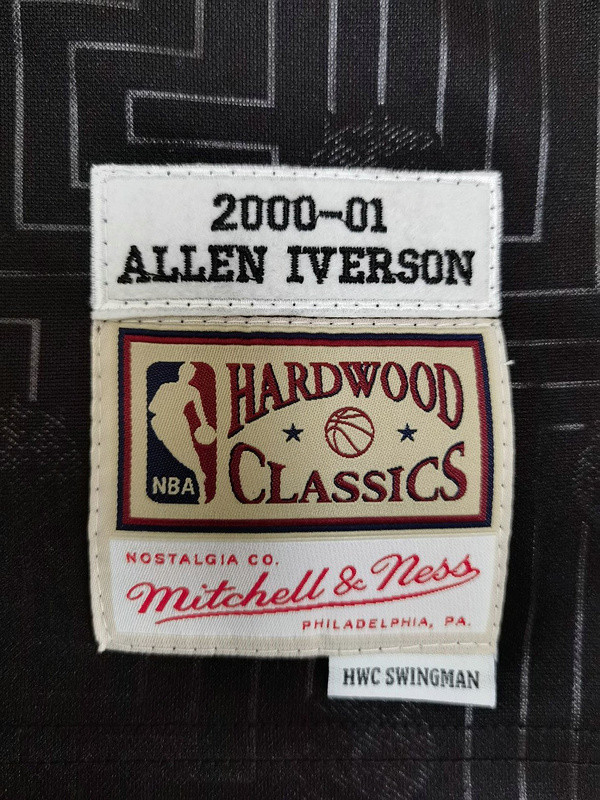 2000-01
ALLEN IVERSON
HARDWOOD
CLASSICS
NBA
NOSTALGIA CO.
Mitchell & Ness
PHILADELPHIA, PA.
HWC SWINGMAN